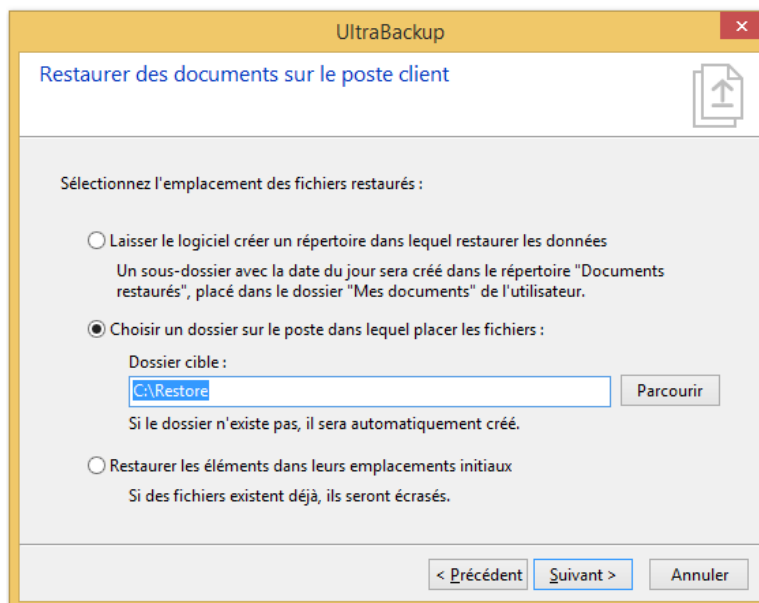 UltraBackup
Restaurer des documents sur le poste client
Sélectionnez l'emplacement des fichiers restaurés :
Laisser le logiciel créer un répertoire dans lequel restaurer les données
Un sous-dossier avec la date du jour sera créé dans le répertoire "Documents
restaurés", placé dans le dossier "Mes documents" de l'utilisateur.
Choisir un dossier sur le poste dans lequel placer les fichiers :
Dossier cible :
C:\Restore
Parcourir
Si le dossier n'existe pas, il sera automatiquement créé.
Restaurer les éléments dans leurs emplacements initiaux
Si des fichiers existent déjà, ils seront écrasés.
< Précédent Suivant > Annuler